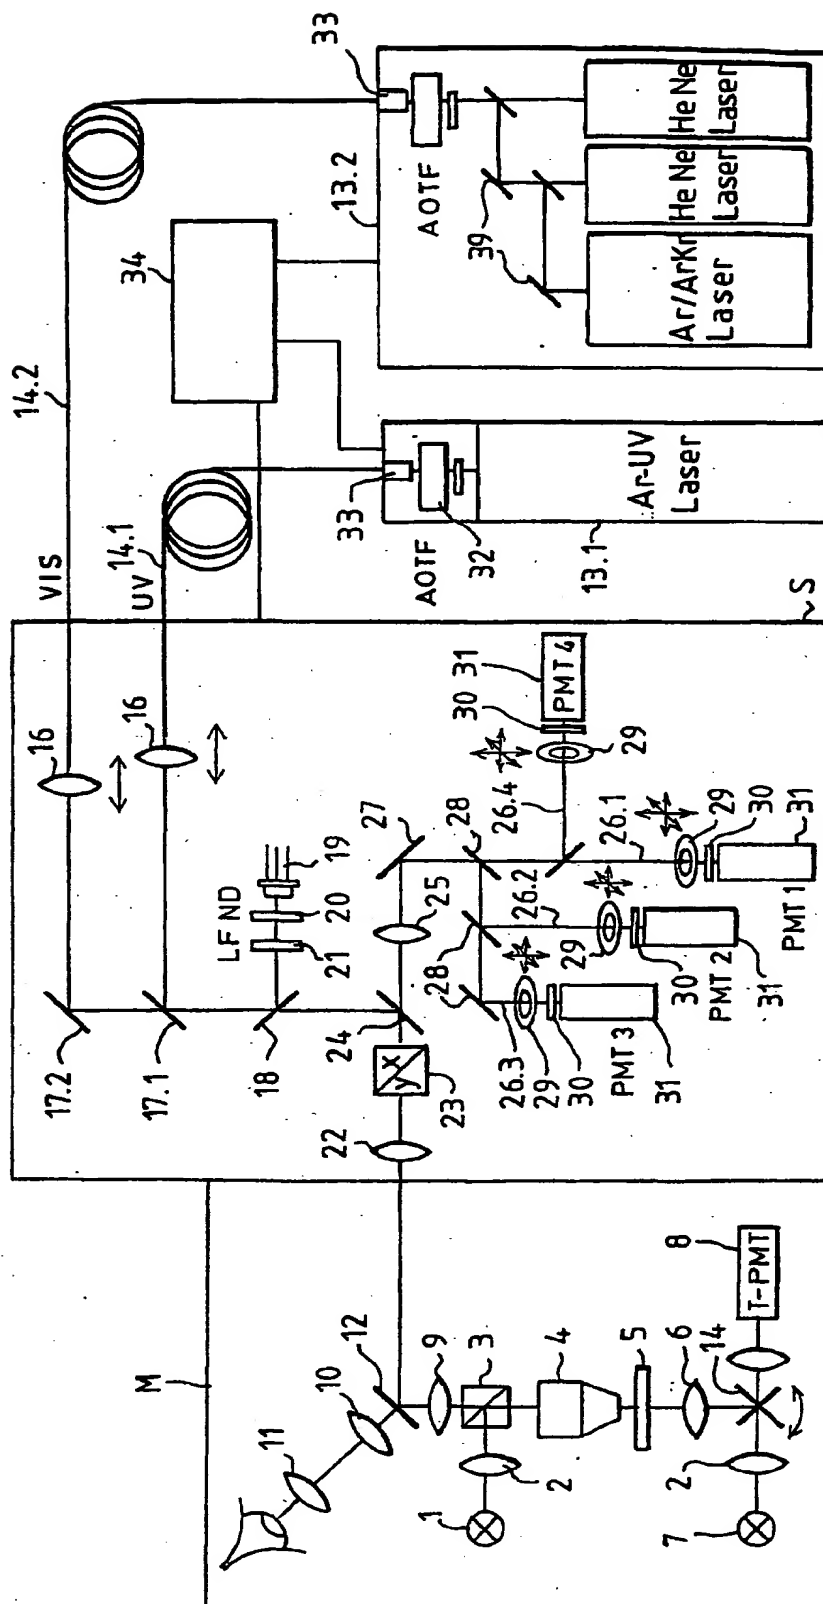 M
11
10
12
9
3
4
5
6
14
8
T-PMT
1
2
7
2
17.2
17.1
18
22
23
y x
24
16
16
LF ND
19
20
21
25
27
28
28
26.1
26.2
26.3
26.4
29
30
31
PMT 3
29
30
31
PMT 2
29
30
31
PMT 1
29
30
31
PMT 4
S
VIS
UV
14.1
14.2
34
33
AOTF
32
13.1
Ar-UV
Laser
33
13.2
AOTF
39
Ar/ArKr
Laser
He Ne
Laser
He Ne
Laser